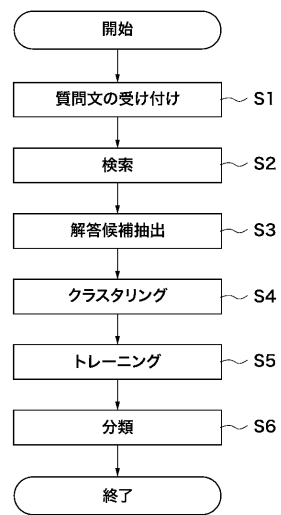 開始
質問文の受け付け S1
検索 S2
解答候補抽出 S3
クラスタリング S4
トレーニング S5
分類 S6
終了